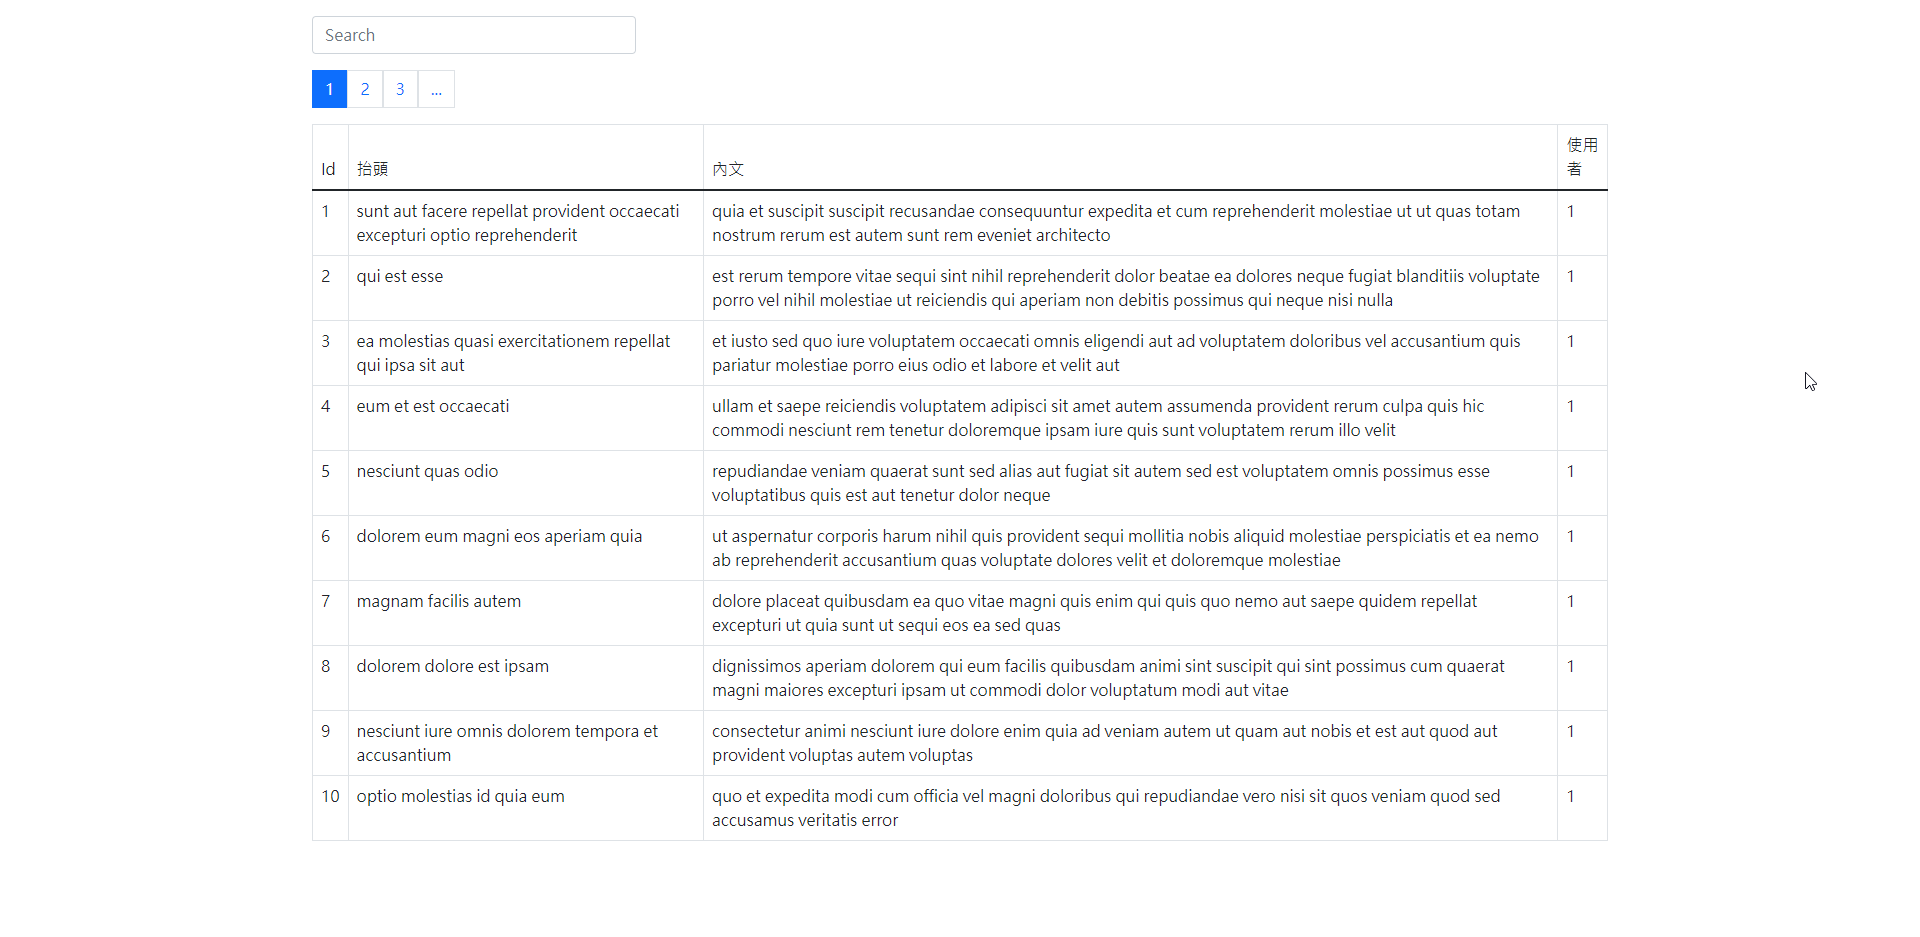 Search
1 2 3 ...
使用
Id 抬頭 內文 者
1 sunt aut facere repellat provident occaecati quia et suscipit suscipit recusandae consequuntur expedita et cum reprehenderit molestiae ut ut quas totam 1
excepturi optio reprehenderit nostrum rerum est autem sunt rem eveniet architecto
2 qui est esse est rerum tempore vitae sequi sint nihil reprehenderit dolor beatae ea dolores neque fugiat blanditiis voluptate 1
porro vel nihil molestiae ut reiciendis qui aperiam non debitis possimus qui neque nisi nulla
3 ea molestias quasi exercitationem repellat et iusto sed quo iure voluptatem occaecati omnis eligendi aut ad voluptatem doloribus vel accusantium quis 1
qui ipsa sit aut pariatur molestiae porro eius odio et labore et velit aut
4 eum et est occaecati ullam et saepe reiciendis voluptatem adipisci sit amet autem assumenda provident rerum culpa quis hic 1
commodi nesciunt rem tenetur doloremque ipsam iure quis sunt voluptatem rerum illo velit
5 nesciunt quas odio repudiandae veniam quaerat sunt sed alias aut fugiat sit autem sed est voluptatem omnis possimus esse 1
voluptatibus quis est aut tenetur dolor neque
6 dolorem eum magni eos aperiam quia ut aspernatur corporis harum nihil quis provident sequi mollitia nobis aliquid molestiae perspiciatis et ea nemo 1
ab reprehenderit accusantium quas voluptate dolores velit et doloremque molestiae
7 magnam facilis autem dolore placeat quibusdam ea quo vitae magni quis enim qui quis quo nemo aut saepe quidem repellat 1
excepturi ut quia sunt ut sequi eos ea sed quas
8 dolorem dolore est ipsam dignissimos aperiam dolorem qui eum facilis quibusdam animi sint suscipit qui sint possimus cum quaerat 1
magni maiores excepturi ipsam ut commodi dolor voluptatum modi aut vitae
9 nesciunt iure omnis dolorem tempora et consectetur animi nesciunt iure dolore enim quia ad veniam autem ut quam aut nobis et est aut quod aut 1
accusantium provident voluptas autem voluptas
10 optio molestias id quia eum quo et expedita modi cum officia vel magni doloribus qui repudiandae vero nisi sit quos veniam quod sed 1
accusamus veritatis error